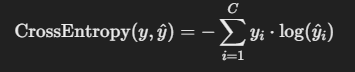 CrossEntropy(y, ŷ) = − ∑_{i=1}^{C} y_i · log(ŷ_i)